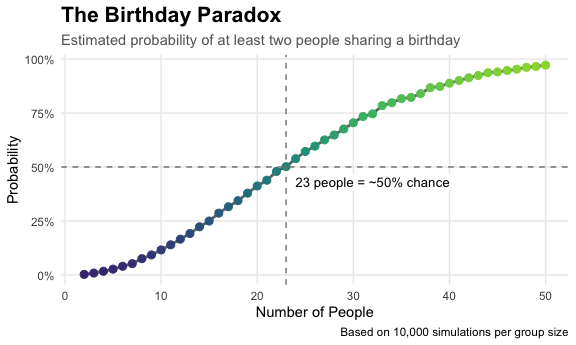 The Birthday Paradox
Estimated probability of at least two people sharing a birthday
100%
75%
50%
25%
0%
Probability
23 people = ~50% chance
0
10
20
30
40
50
Number of People
Based on 10,000 simulations per group size